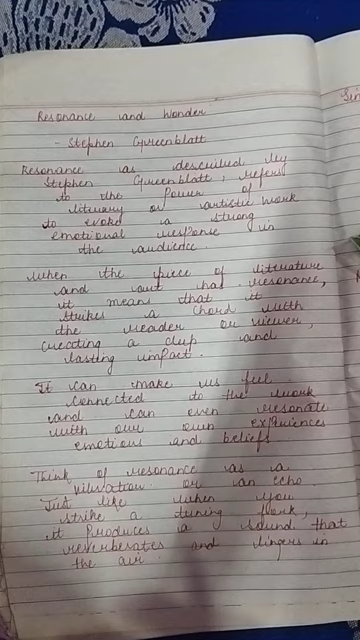 Resonance and Wonder
- Stephen Greenblatt
Resonance as described by
Stephen Greenblatt, refers
to the Power of
literary or artistic work
to evoke a strong
emotional response in
the audience.
When the piece of literature
and art has resonance,
it means that it
strikes a chord with
the reader or viewer,
creating a deep and
lasting impact.
It can make us feel
connected to the work
and can even resonate
with our own experiences
emotions and beliefs
Think of resonance as a
vibration or an echo
Just like when you
strike a tuning fork,
it Produces a sound that
reverberates and lingers in
the air.